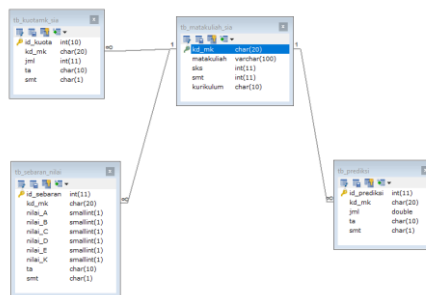 tb_kuotamk_sia
id_kuota int(10)
kd_mk char(20)
jml int(11)
ta char(10)
smt char(1)
tb_matakuliah_sia
kd_mk char(20)
matakuliah varchar(100)
sks int(11)
smt int(11)
kurikulum char(10)
∞ 1 1
tb_sebaran_nilai
id_sebaran int(11)
kd_mk char(20)
nilai_A smallint(1)
nilai_B smallint(1)
nilai_C smallint(1)
nilai_D smallint(1)
nilai_E smallint(1)
nilai_K smallint(1)
ta char(10)
smt char(1)
∞
tb_prediksi
id_prediksi int(11)
kd_mk char(20)
jml double
ta char(10)
smt char(1)
∞